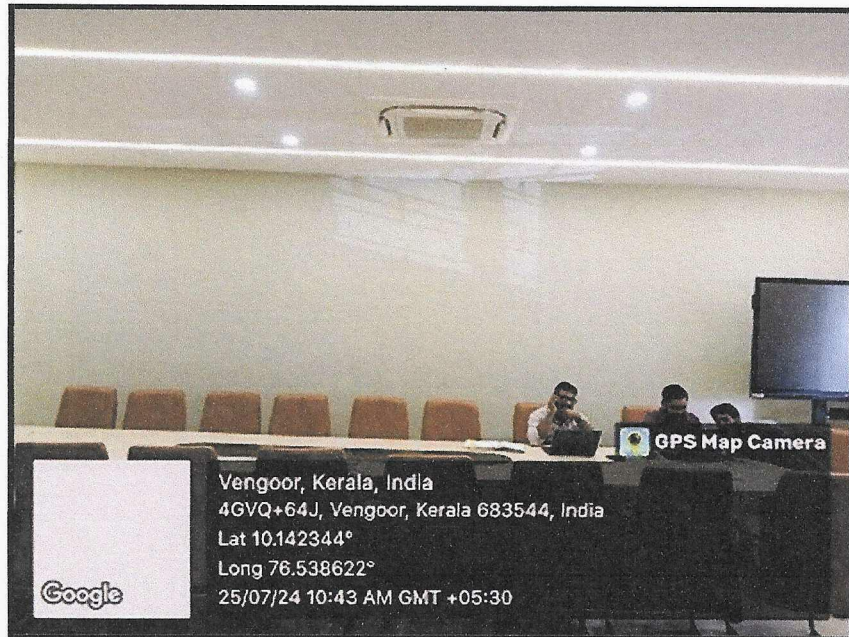 GPS Map Camera
Vengoor, Kerala, India
4GVQ+64J, Vengoor, Kerala 683544, India
Lat 10.142344°
Long 76.538622°
25/07/24 10:43 AM GMT +05:30
Google